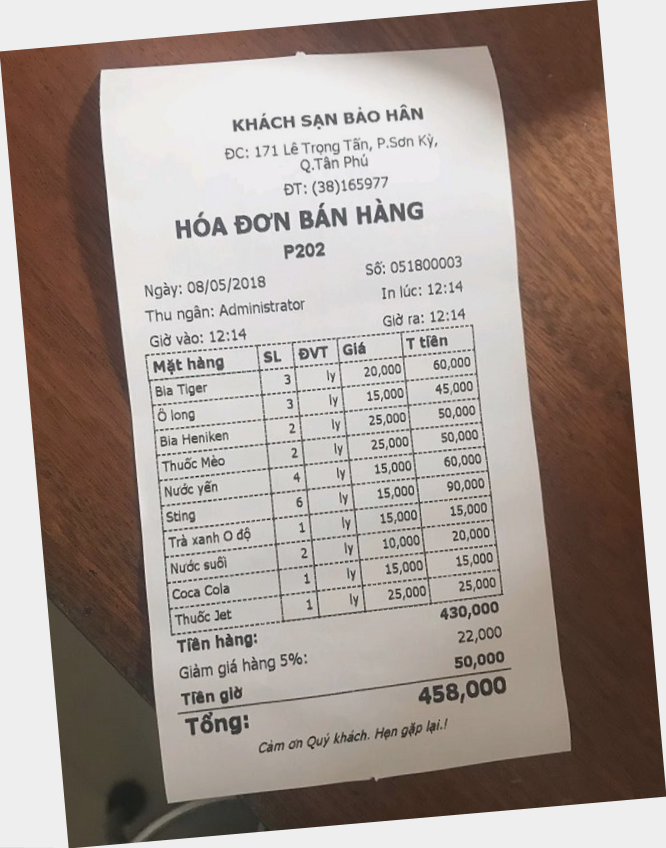 KHÁCH SẠN BẢO HÂN
ĐC: 171 Lê Trọng Tấn, P.Sơn Kỳ,
Q.Tân Phú
ĐT: (38)165977
HÓA ĐƠN BÁN HÀNG
P202
Ngày: 08/05/2018 Số: 051800003
Thu ngân: Administrator In lúc: 12:14
Giờ vào: 12:14 Giờ ra: 12:14
Mặt hàng SL ĐVT Giá T tiền
Bia Tiger 3 ly 20,000 60,000
Ô long 3 ly 15,000 45,000
Bia Heniken 2 ly 25,000 50,000
Thuốc Mèo 2 ly 25,000 50,000
Nước yến 4 ly 15,000 60,000
Sting 6 ly 15,000 90,000
Trà xanh O độ 1 ly 15,000 15,000
Nước suối 2 ly 10,000 20,000
Coca Cola 1 ly 15,000 15,000
Thuốc Jet 1 ly 25,000 25,000
Tiền hàng: 430,000
Giảm giá hàng 5%: 22,000
Tiền giờ 50,000
Tổng: 458,000
Cảm ơn Quý khách. Hẹn gặp lại.!